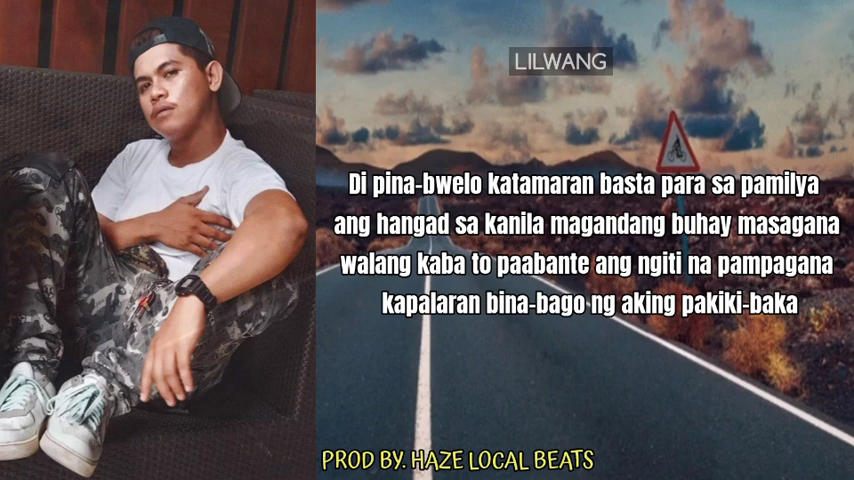 LILWANG
Di pina-bwelo katamaran basta para sa pamilya
ang hangad sa kanila magandang buhay masagana
walang kaba to paabante ang ngiti na pampagana
kapalaran bina-bago ng aking pakiki-baka
PROD BY. HAZE LOCAL BEATS